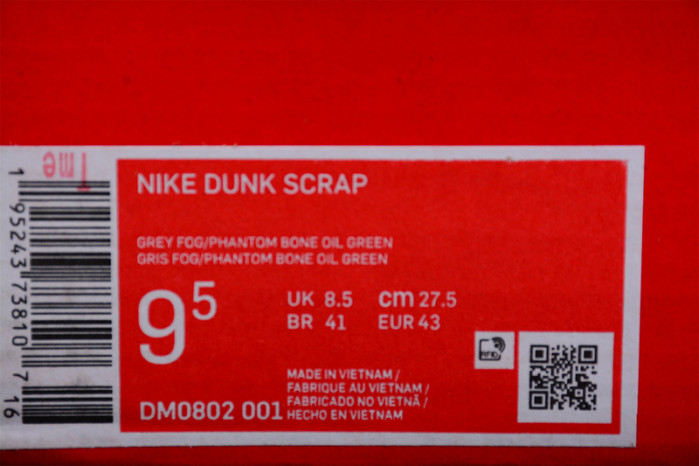 NIKE DUNK SCRAP
GREY FOG/PHANTOM BONE OIL GREEN
GRIS FOG/PHANTOM BONE OIL GREEN
9⁵
UK 8.5 cm 27.5
BR 41 EUR 43
RFID
MADE IN VIETNAM /
FABRIQUE AU VIETNAM /
FABRICADO NO VIETNÃ /
HECHO EN VIETNAM
DM0802 001
1 95243 73810 7 16